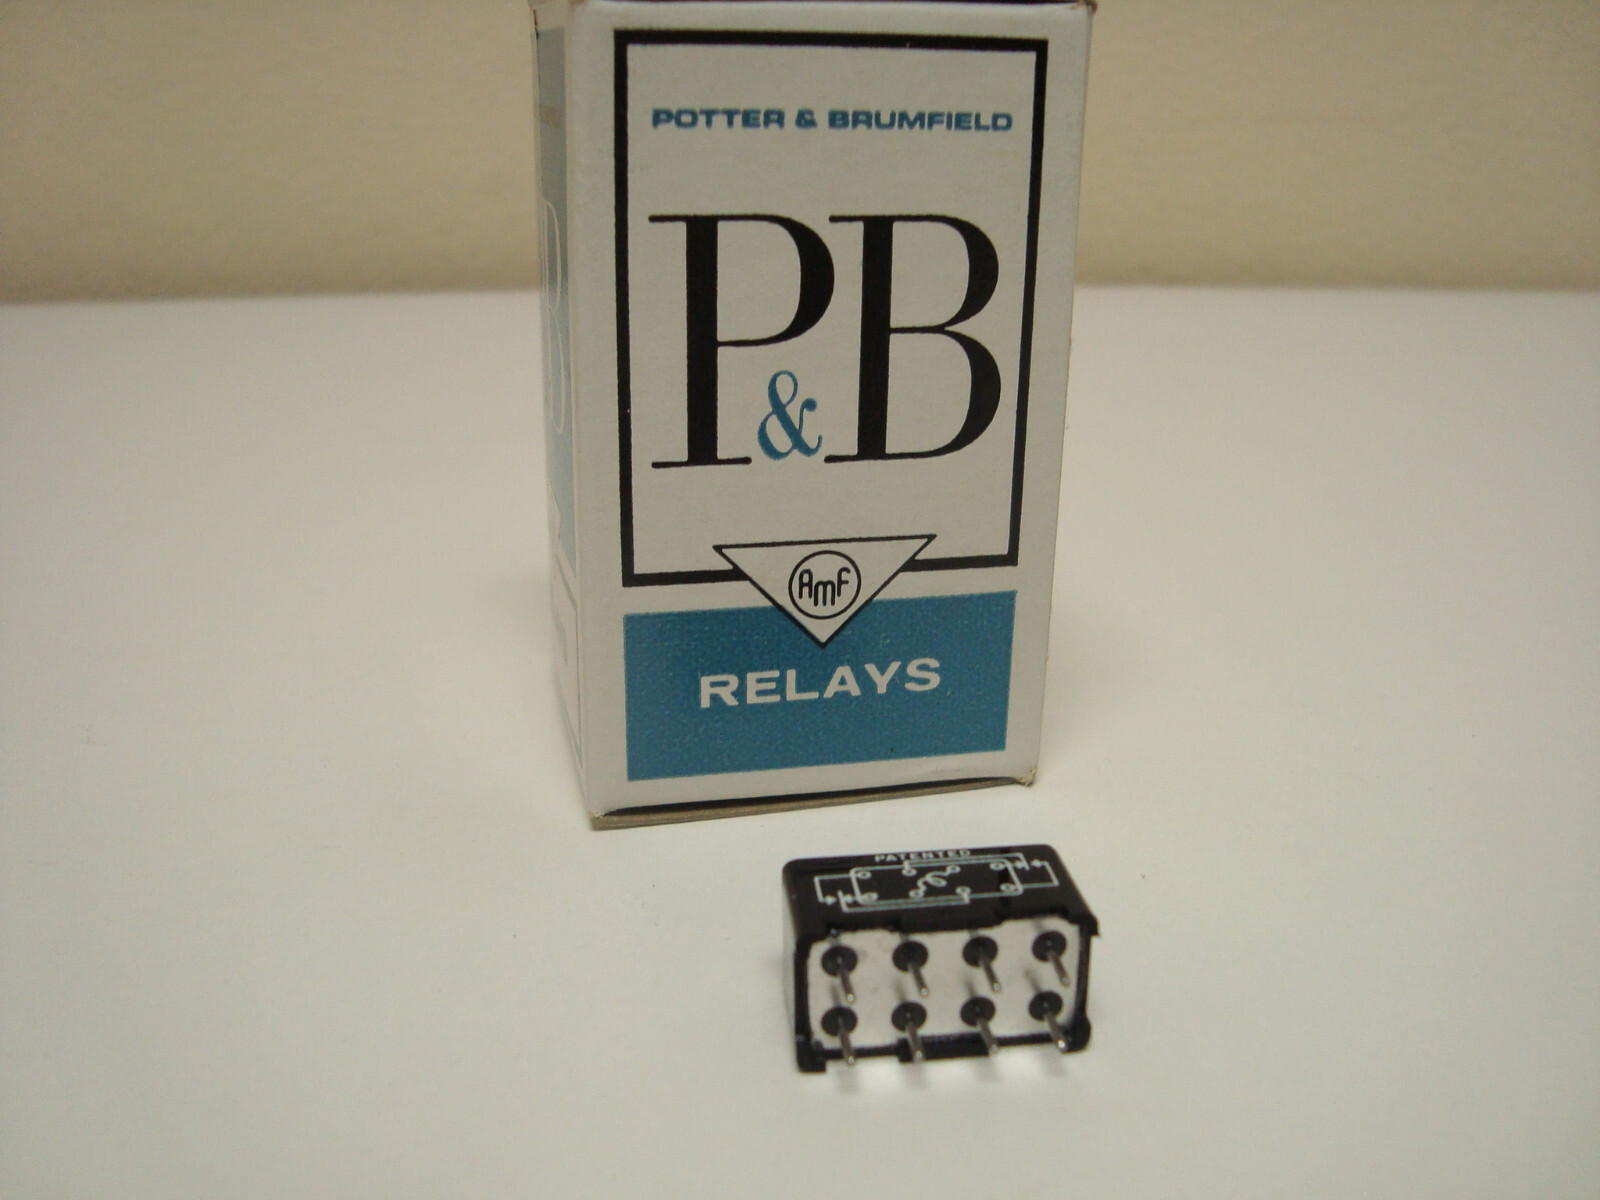 POTTER & BRUMFIELD
P&B
AMF
RELAYS
PATENTED